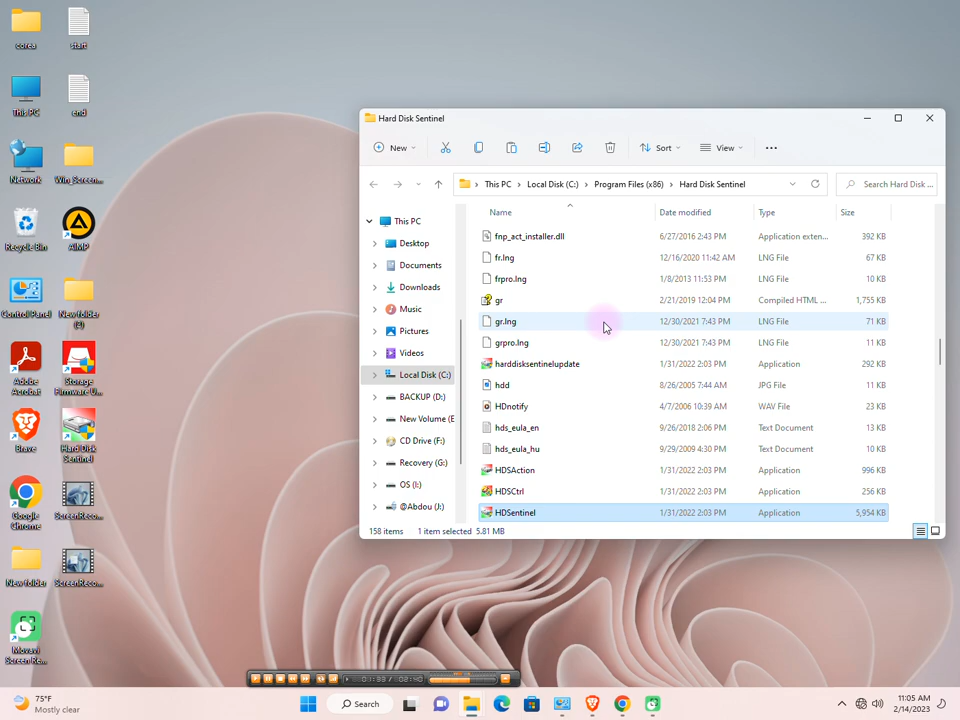 corea
start
This PC
end
Network
Win Screen...
Recycle Bin
AIMP
Control Panel
New folder
(2)
Adobe
Acrobat
Storage
Firmware U...
Brave
Hard Disk
Sentinel
Google
Chrome
ScreenReco...
New folder
ScreenReco...
Movavi
Screen Re...
Hard Disk Sentinel
New
Sort
View
This PC > Local Disk (C:) > Program Files (x86) > Hard Disk Sentinel
Search Hard Disk ...
This PC
Desktop
Documents
Downloads
Music
Pictures
Videos
Local Disk (C:)
BACKUP (D:)
New Volume (E
CD Drive (F:)
Recovery (G:)
OS (I:)
@Abdou (J:)
Name Date modified Type Size
fnp_act_installer.dll 6/27/2016 2:43 PM Application exten... 392 KB
fr.lng 12/16/2020 11:42 AM LNG File 67 KB
frpro.lng 1/8/2013 11:53 PM LNG File 10 KB
gr 2/21/2019 12:04 PM Compiled HTML ... 1,755 KB
gr.lng 12/30/2021 7:43 PM LNG File 71 KB
grpro.lng 12/30/2021 7:43 PM LNG File 11 KB
harddisksentinelupdate 1/31/2022 2:03 PM Application 292 KB
hdd 8/26/2005 7:44 AM JPG File 11 KB
HDnotify 4/7/2006 10:39 AM WAV File 23 KB
hds_eula_en 9/26/2018 2:06 PM Text Document 13 KB
hds_eula_hu 9/29/2009 4:30 PM Text Document 10 KB
HDSAction 1/31/2022 2:03 PM Application 996 KB
HDSCtrl 1/31/2022 2:03 PM Application 256 KB
HDSentinel 1/31/2022 2:03 PM Application 5,954 KB
158 items 1 item selected 5.81 MB
75°F
Mostly clear
Search
11:05 AM
2/14/2023